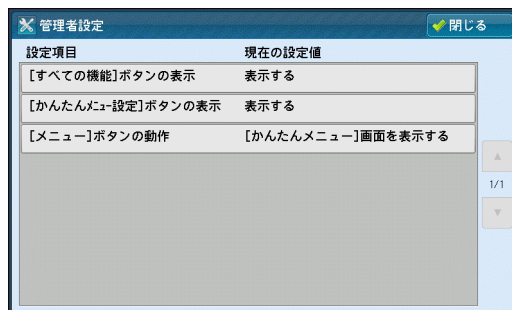 管理者設定 閉じる
設定項目 現在の設定値
[すべての機能]ボタンの表示 表示する
[かんたんﾒﾆｭｰ設定]ボタンの表示 表示する
[メニュー]ボタンの動作 [かんたんメニュー]画面を表示する
1/1